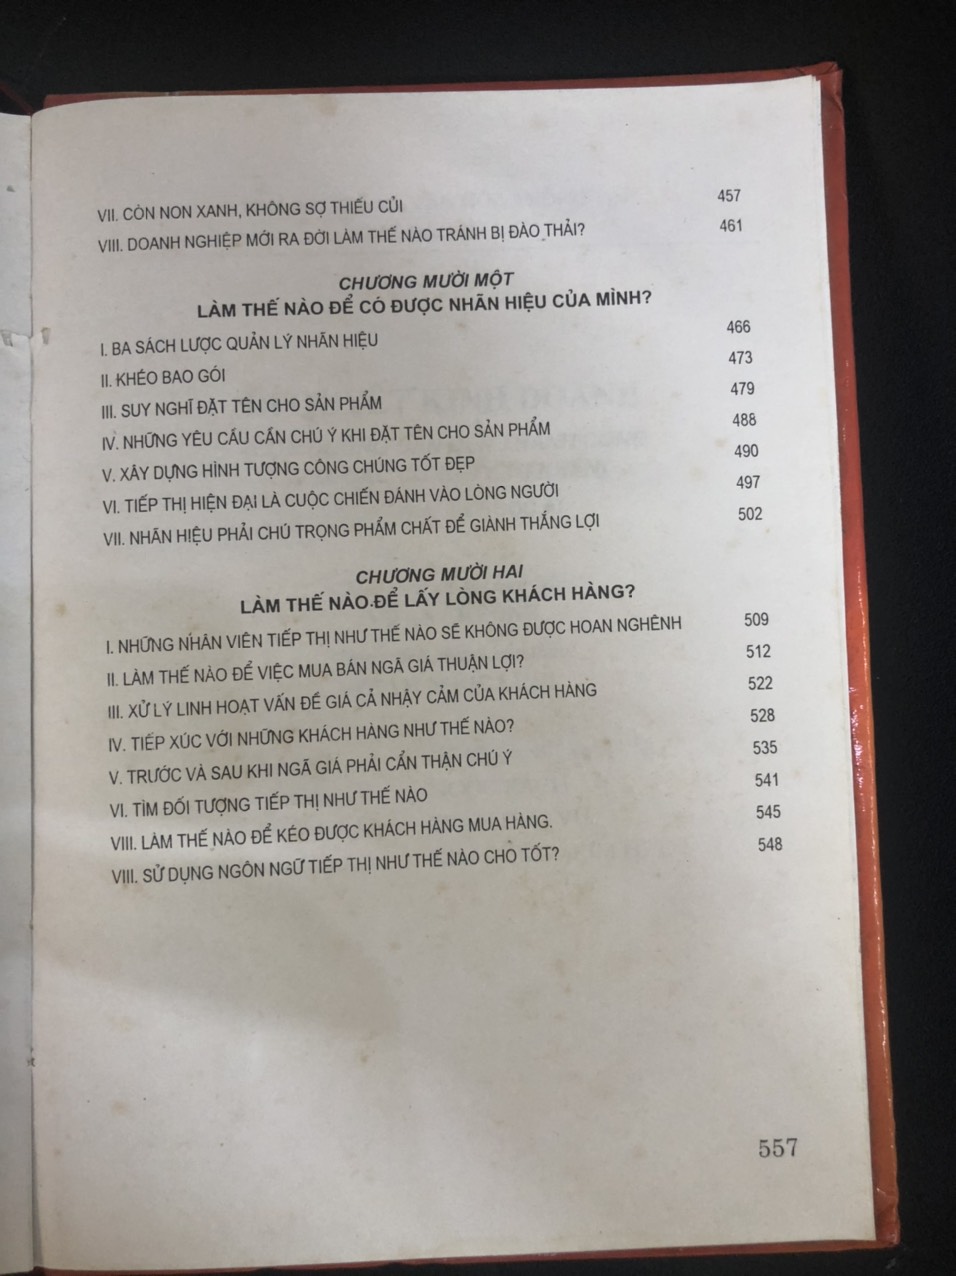 VII. CÒN NON XANH, KHÔNG SỢ THIẾU CỦI 457
VIII. DOANH NGHIỆP MỚI RA ĐỜI LÀM THẾ NÀO TRÁNH BỊ ĐÀO THẢI? 461
CHƯƠNG MƯỜI MỘT
LÀM THẾ NÀO ĐỂ CÓ ĐƯỢC NHÃN HIỆU CỦA MÌNH?
I. BA SÁCH LƯỢC QUẢN LÝ NHÃN HIỆU 466
II. KHÉO BAO GÓI 473
III. SUY NGHĨ ĐẶT TÊN CHO SẢN PHẨM 479
IV. NHỮNG YÊU CẦU CẦN CHÚ Ý KHI ĐẶT TÊN CHO SẢN PHẨM 488
V. XÂY DỰNG HÌNH TƯỢNG CÔNG CHÚNG TỐT ĐẸP 490
VI. TIẾP THỊ HIỆN ĐẠI LÀ CUỘC CHIẾN ĐÁNH VÀO LÒNG NGƯỜI 497
VII. NHÃN HIỆU PHẢI CHÚ TRỌNG PHẨM CHẤT ĐỂ GIÀNH THẮNG LỢI 502
CHƯƠNG MƯỜI HAI
LÀM THẾ NÀO ĐỂ LẤY LÒNG KHÁCH HÀNG?
I. NHỮNG NHÂN VIÊN TIẾP THỊ NHƯ THẾ NÀO SẼ KHÔNG ĐƯỢC HOAN NGHÊNH 509
II. LÀM THẾ NÀO ĐỂ VIỆC MUA BÁN NGÃ GIÁ THUẬN LỢI? 512
III. XỬ LÝ LINH HOẠT VẤN ĐỀ GIÁ CẢ NHẬY CẢM CỦA KHÁCH HÀNG 522
IV. TIẾP XÚC VỚI NHỮNG KHÁCH HÀNG NHƯ THẾ NÀO? 528
V. TRƯỚC VÀ SAU KHI NGÃ GIÁ PHẢI CẨN THẬN CHÚ Ý 535
VI. TÌM ĐỐI TƯỢNG TIẾP THỊ NHƯ THẾ NÀO 541
VIII. LÀM THẾ NÀO ĐỂ KÉO ĐƯỢC KHÁCH HÀNG MUA HÀNG. 545
VIII. SỬ DỤNG NGÔN NGỮ TIẾP THỊ NHƯ THẾ NÀO CHO TỐT? 548
557